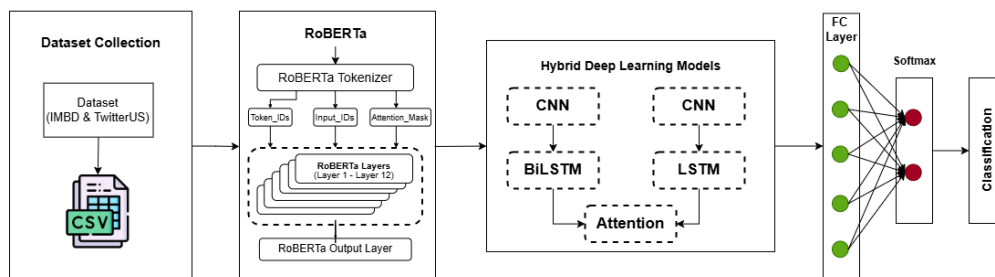 Dataset Collection
Dataset
(IMBD & TwitterUS)
CSV
RoBERTa
RoBERTa Tokenizer
Token_IDs
Input_IDs
Attention_Mask
RoBERTa Layers
(Layer 1 - Layer 12)
RoBERTa Output Layer
Hybrid Deep Learning Models
CNN
CNN
BiLSTM
LSTM
Attention
FC
Layer
Softmax
Classification